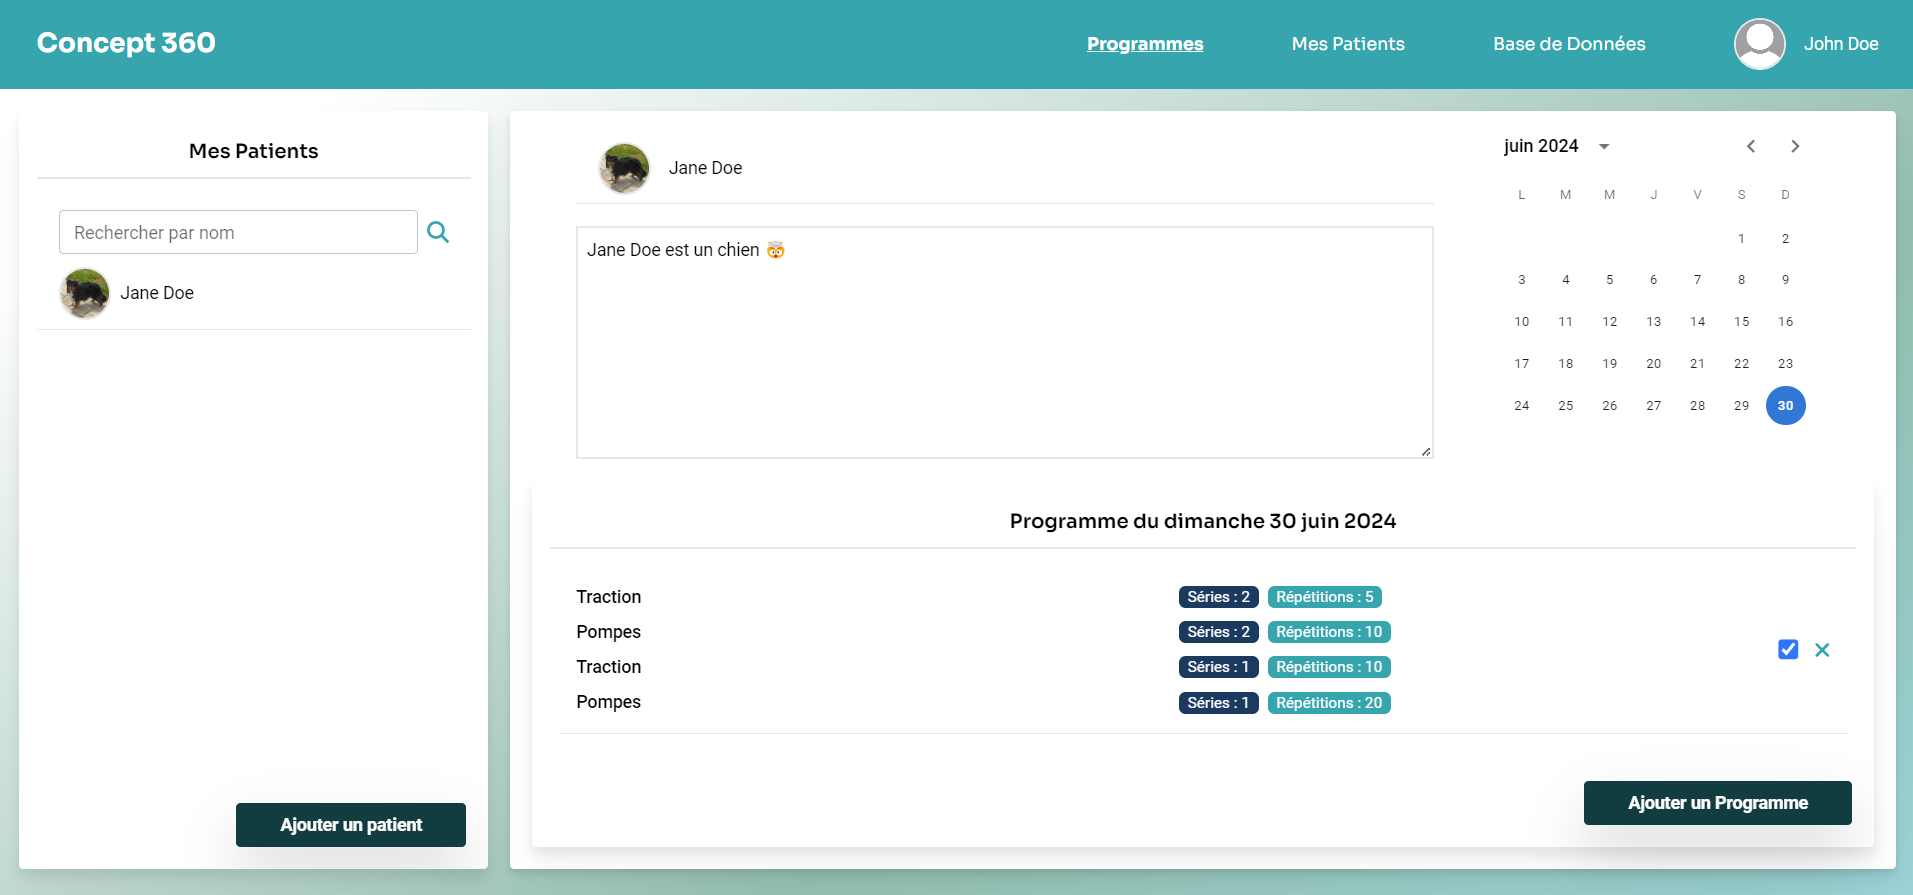 Concept 360
Programmes
Mes Patients
Base de Données
John Doe
Mes Patients
Rechercher par nom
Jane Doe
Ajouter un patient
Jane Doe
Jane Doe est un chien 🤯
juin 2024
L M M J V S D
1 2
3 4 5 6 7 8 9
10 11 12 13 14 15 16
17 18 19 20 21 22 23
24 25 26 27 28 29 30
Programme du dimanche 30 juin 2024
Traction Séries : 2 Répétitions : 5
Pompes Séries : 2 Répétitions : 10
Traction Séries : 1 Répétitions : 10
Pompes Séries : 1 Répétitions : 20
Ajouter un Programme